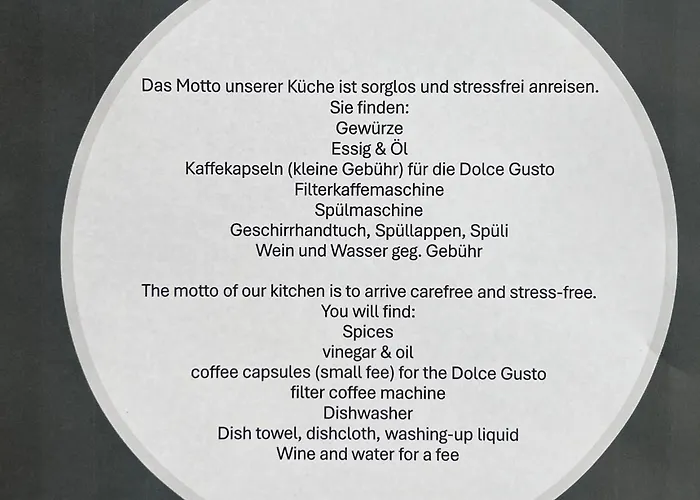 Das Motto unserer Küche ist sorglos und stressfrei anreisen.
Sie finden:
Gewürze
Essig & Öl
Kaffekapseln (kleine Gebühr) für die Dolce Gusto
Filterkaffemaschine
Spülmaschine
Geschirrhandtuch, Spüllappen, Spüli
Wein und Wasser geg. Gebühr
The motto of our kitchen is to arrive carefree and stress-free.
You will find:
Spices
vinegar & oil
coffee capsules (small fee) for the Dolce Gusto
filter coffee machine
Dishwasher
Dish towel, dishcloth, washing-up liquid
Wine and water for a fee